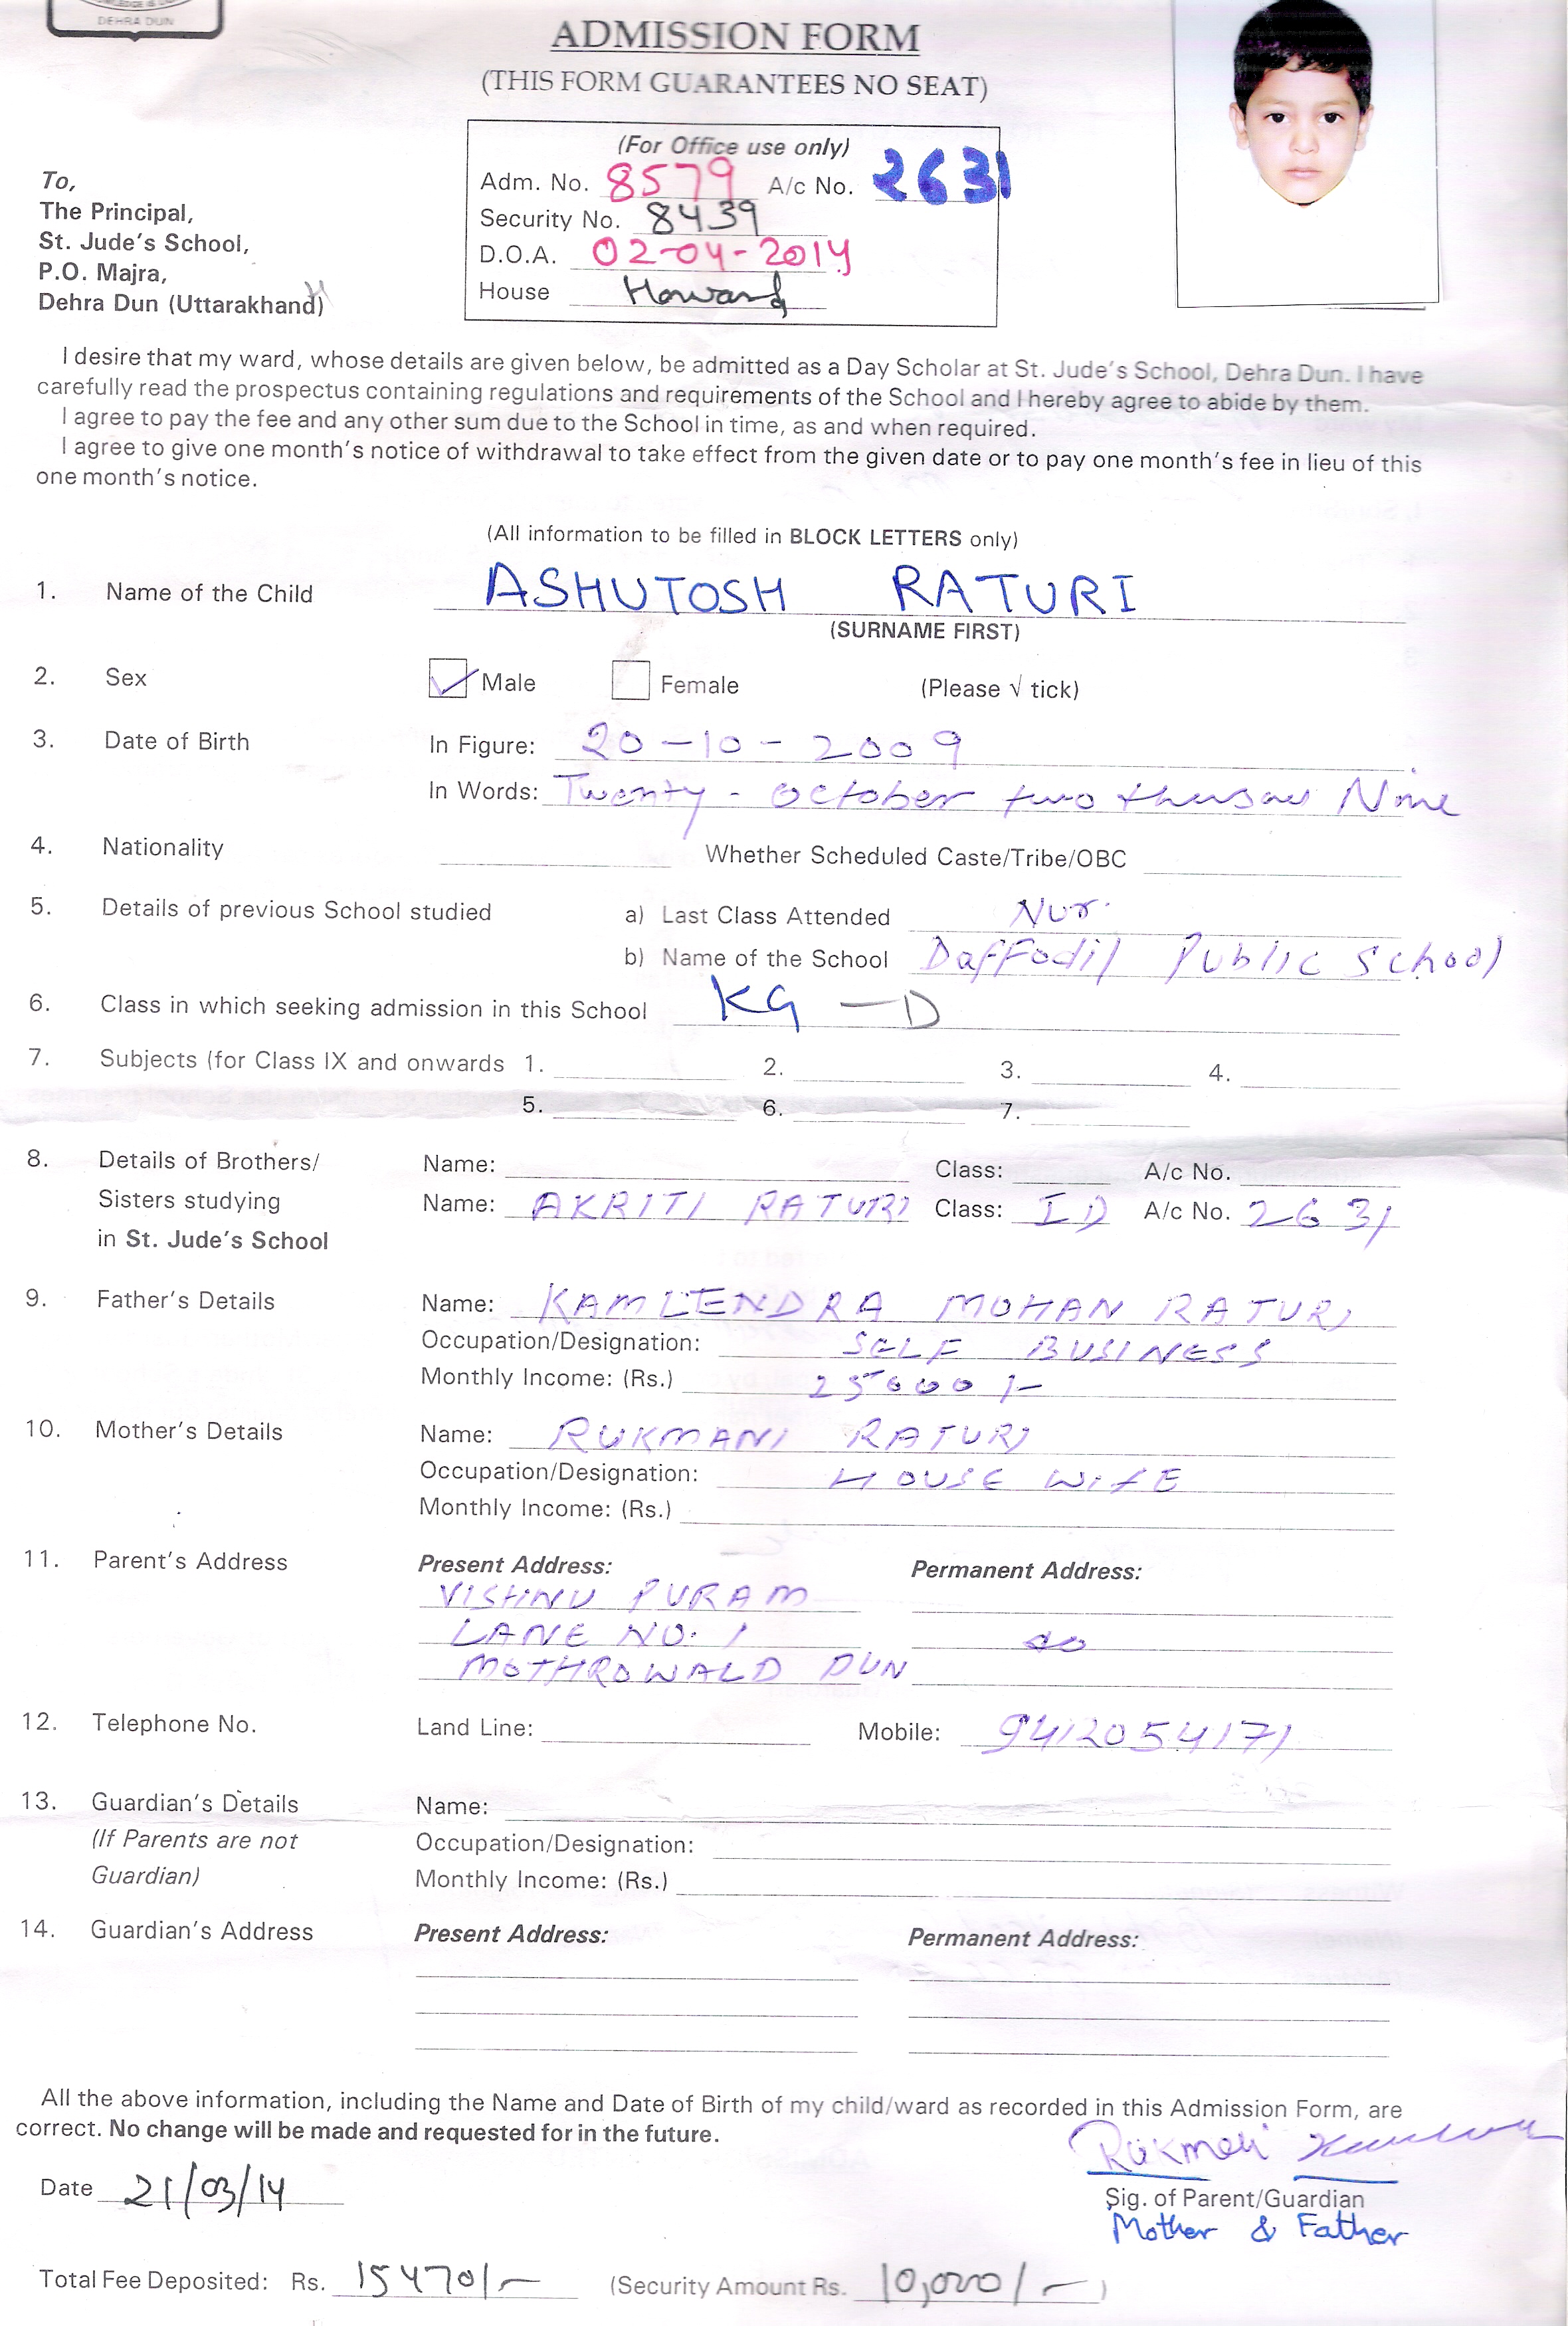 DEHRA DUN
ADMISSION FORM
(THIS FORM GUARANTEES NO SEAT)
(For Office use only)
Adm. No. 8579 A/c No. 2631
Security No. 8439
D.O.A. 02-04-2014
House Howard
To,
The Principal,
St. Jude's School,
P.O. Majra,
Dehra Dun (Uttarakhand)
I desire that my ward, whose details are given below, be admitted as a Day Scholar at St. Jude's School, Dehra Dun. I have
carefully read the prospectus containing regulations and requirements of the School and I hereby agree to abide by them.
I agree to pay the fee and any other sum due to the School in time, as and when required.
I agree to give one month's notice of withdrawal to take effect from the given date or to pay one month's fee in lieu of this
one month's notice.
(All information to be filled in BLOCK LETTERS only)
1. Name of the Child ASHUTOSH RATURI
(SURNAME FIRST)
2. Sex Male Female (Please √ tick)
3. Date of Birth In Figure: 20-10-2009
In Words: Twenty - October two thusau Nine
4. Nationality Whether Scheduled Caste/Tribe/OBC
5. Details of previous School studied a) Last Class Attended Nur.
b) Name of the School Daffodil Public School
6. Class in which seeking admission in this School KG - D
7. Subjects (for Class IX and onwards 1. 2. 3. 4.
5. 6. 7.
8. Details of Brothers/ Name: Class: A/c No.
Sisters studying Name: AKRITI RATURI Class: ID A/c No. 2631
in St. Jude's School
9. Father's Details Name: KAMLENDRA MOHAN RATURI
Occupation/Designation: SELF BUSINESS
Monthly Income: (Rs.) 25000/-
10. Mother's Details Name: RUKMANI RATURI
Occupation/Designation: HOUSE WIFE
Monthly Income: (Rs.)
11. Parent's Address Present Address: Permanent Address:
VISHNU PURAM
LANE NO. 1 do
MOTHROWALD DUN
12. Telephone No. Land Line: Mobile: 9412054171
13. Guardian's Details Name:
(If Parents are not Occupation/Designation:
Guardian) Monthly Income: (Rs.)
14. Guardian's Address Present Address: Permanent Address:
All the above information, including the Name and Date of Birth of my child/ward as recorded in this Admission Form, are
correct. No change will be made and requested for in the future.
Date 21/03/14
Sig. of Parent/Guardian
Mother & Father
Total Fee Deposited: Rs. 15470/- (Security Amount Rs. 10,000/-)